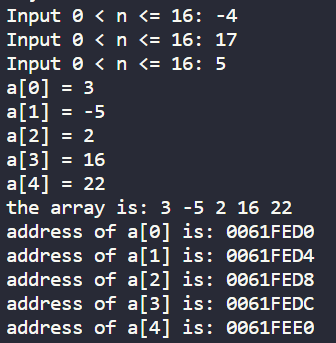 Input 0 < n <= 16: -4
Input 0 < n <= 16: 17
Input 0 < n <= 16: 5
a[0] = 3
a[1] = -5
a[2] = 2
a[3] = 16
a[4] = 22
the array is: 3 -5 2 16 22
address of a[0] is: 0061FED0
address of a[1] is: 0061FED4
address of a[2] is: 0061FED8
address of a[3] is: 0061FEDC
address of a[4] is: 0061FEE0